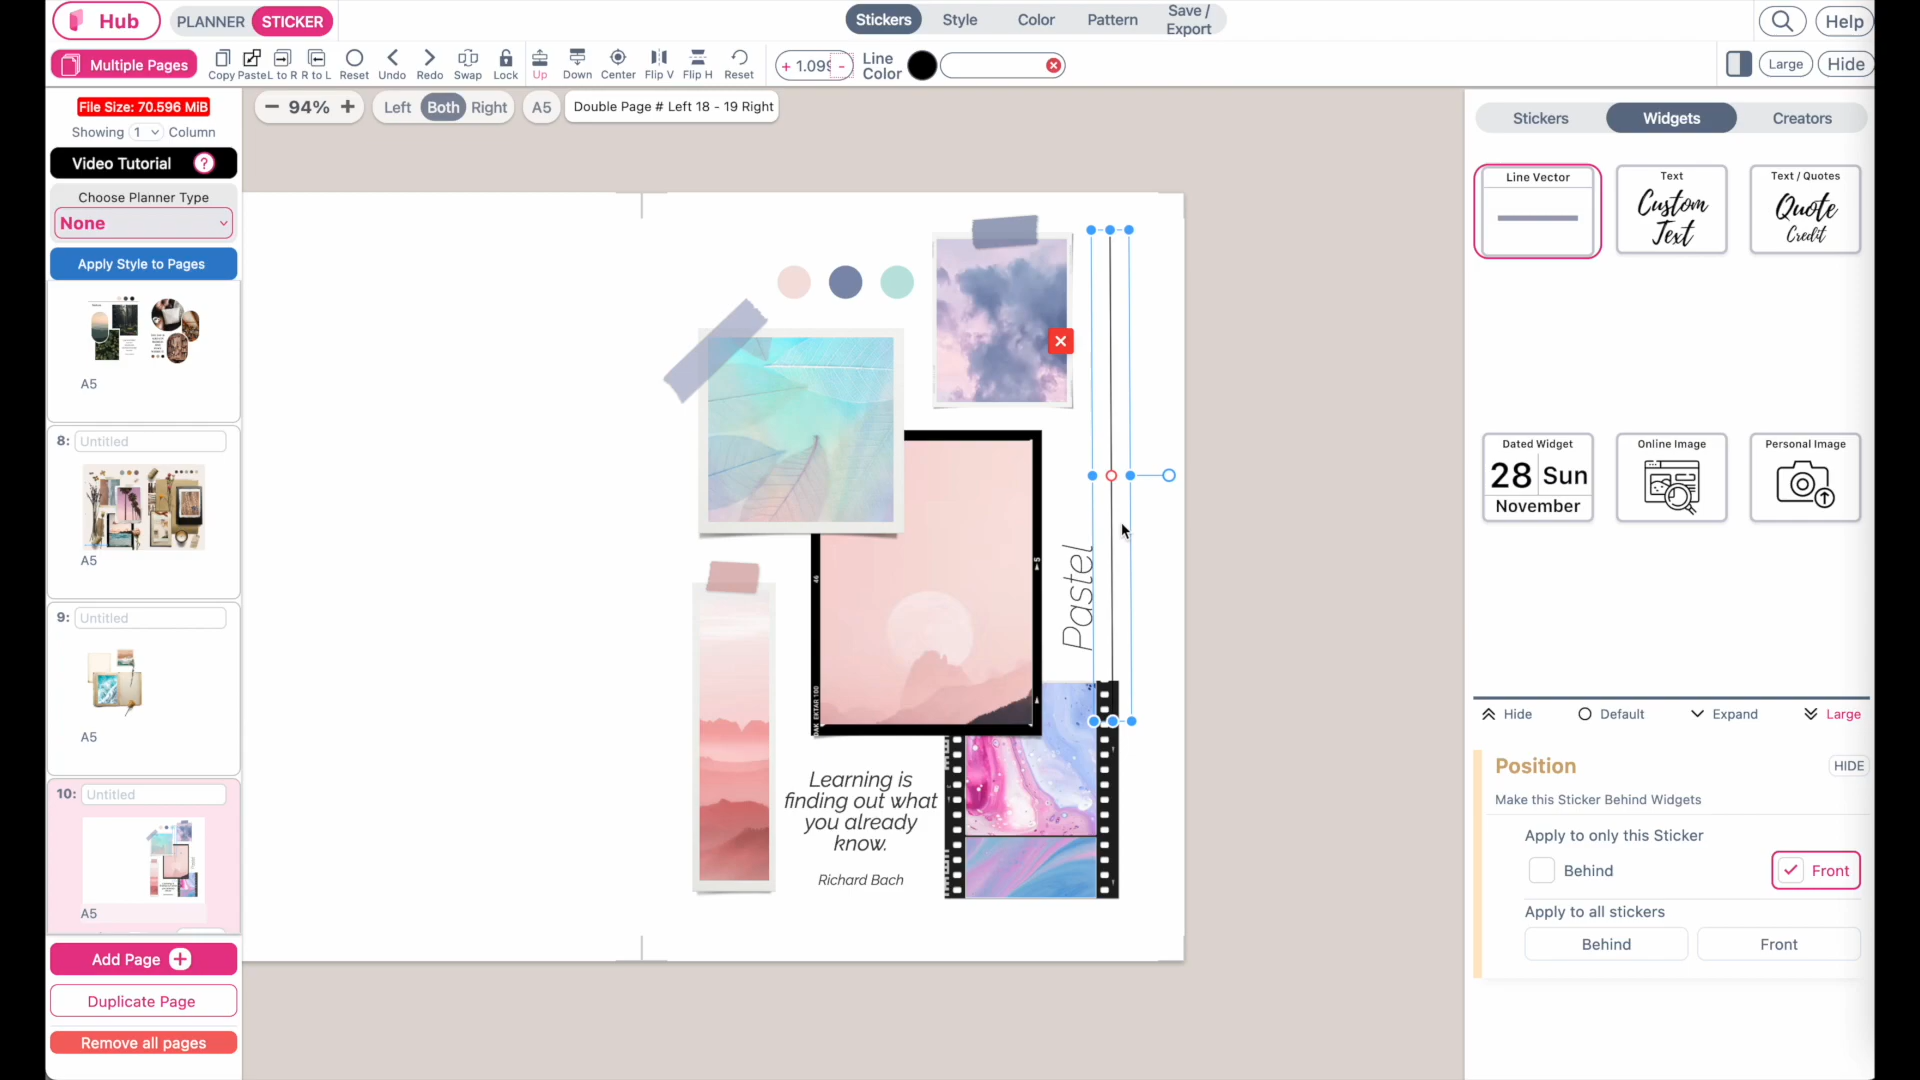 Hub
PLANNER STICKER
Stickers Style Color Pattern Save / Export
Help
Multiple Pages
Copy Paste L to R R to L Reset Undo Redo Swap Lock Up Down Center Flip V Flip H Reset
+ 1.09 -
Line Color
Large Hide
File Size: 70.596 MiB
Showing 1 Column
Video Tutorial ?
Choose Planner Type
None
Apply Style to Pages
A5
8: Untitled
A5
9: Untitled
A5
10: Untitled
A5
Add Page +
Duplicate Page
Remove all pages
− 94% +
Left Both Right
A5
Double Page # Left 18 - 19 Right
Pastel
46
5
Learning is
finding out what
you already
know.
Richard Bach
Stickers Widgets Creators
Line Vector
Text
Custom
Text
Text / Quotes
Quote
Credit
Dated Widget
28 Sun
November
Online Image
Personal Image
Hide Default Expand Large
Position
HIDE
Make this Sticker Behind Widgets
Apply to only this Sticker
Behind Front
Apply to all stickers
Behind Front